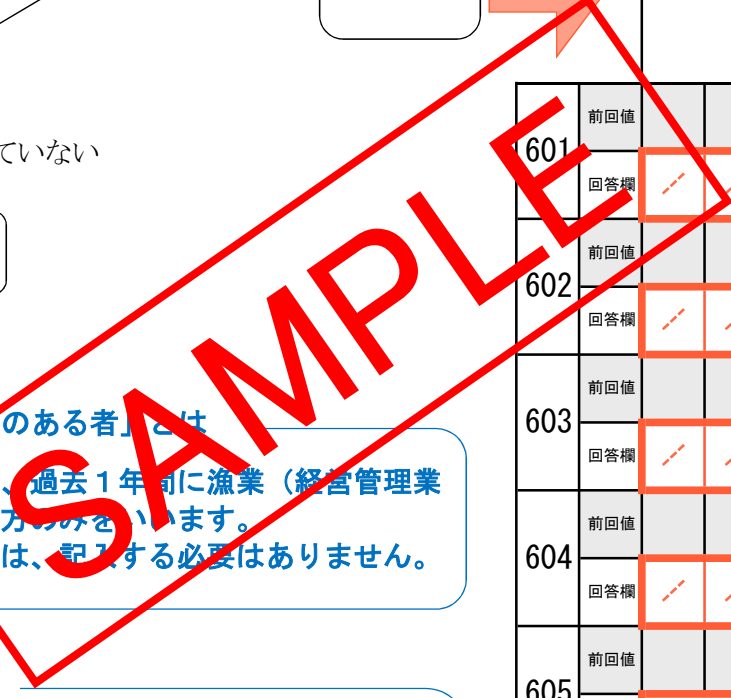 ていない
のある者」とは
、過去1年間に漁業（経営管理業
方のみをいいます。
は、記入する必要はありません。
SAMPLE
601
前回値
回答欄
602
前回値
回答欄
603
前回値
回答欄
604
前回値
回答欄
605
前回値